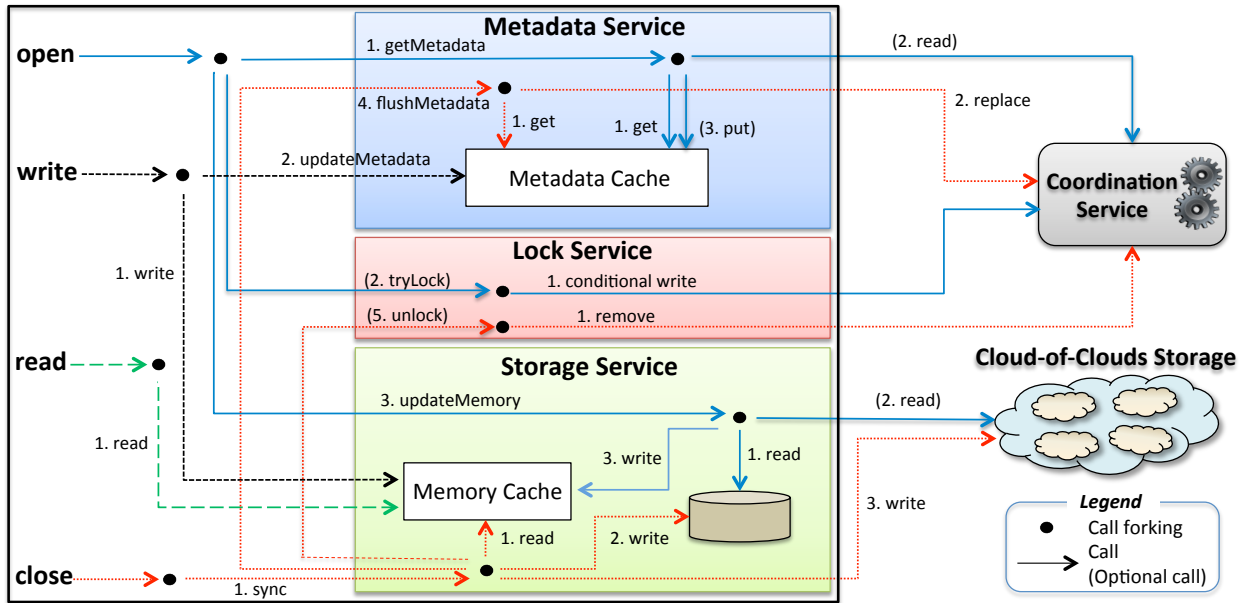 Metadata Service
open
1. getMetadata
(2. read)
4. flushMetadata
2. replace
1. get
1. get
(3. put)
write
2. updateMetadata
Metadata Cache
Coordination
Service
Lock Service
1. write
(2. tryLock)
1. conditional write
(5. unlock)
1. remove
read
Storage Service
Cloud-of-Clouds Storage
3. updateMemory
(2. read)
1. read
3. write
1. read
Memory Cache
3. write
Legend
1. read
2. write
Call forking
Call
(Optional call)
close
1. sync